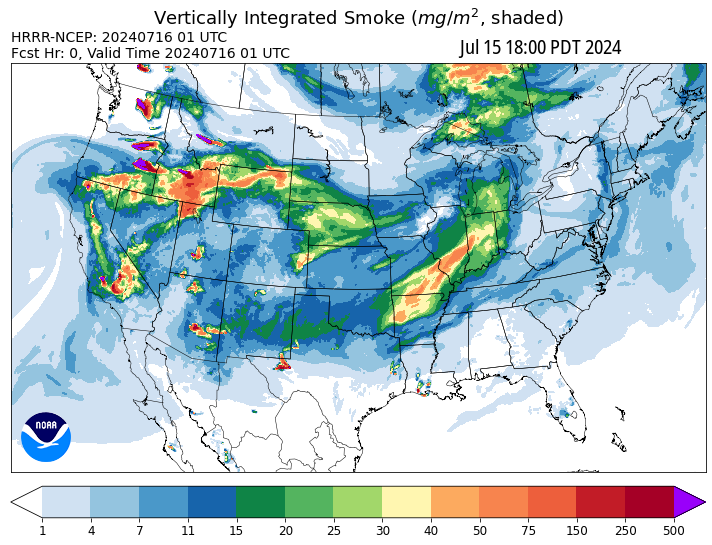 Vertically Integrated Smoke (mg/m², shaded)
HRRR-NCEP: 20240716 01 UTC
Fcst Hr: 0, Valid Time 20240716 01 UTC
Jul 15 18:00 PDT 2024
NOAA
1 4 7 11 15 20 25 30 40 50 75 150 250 500